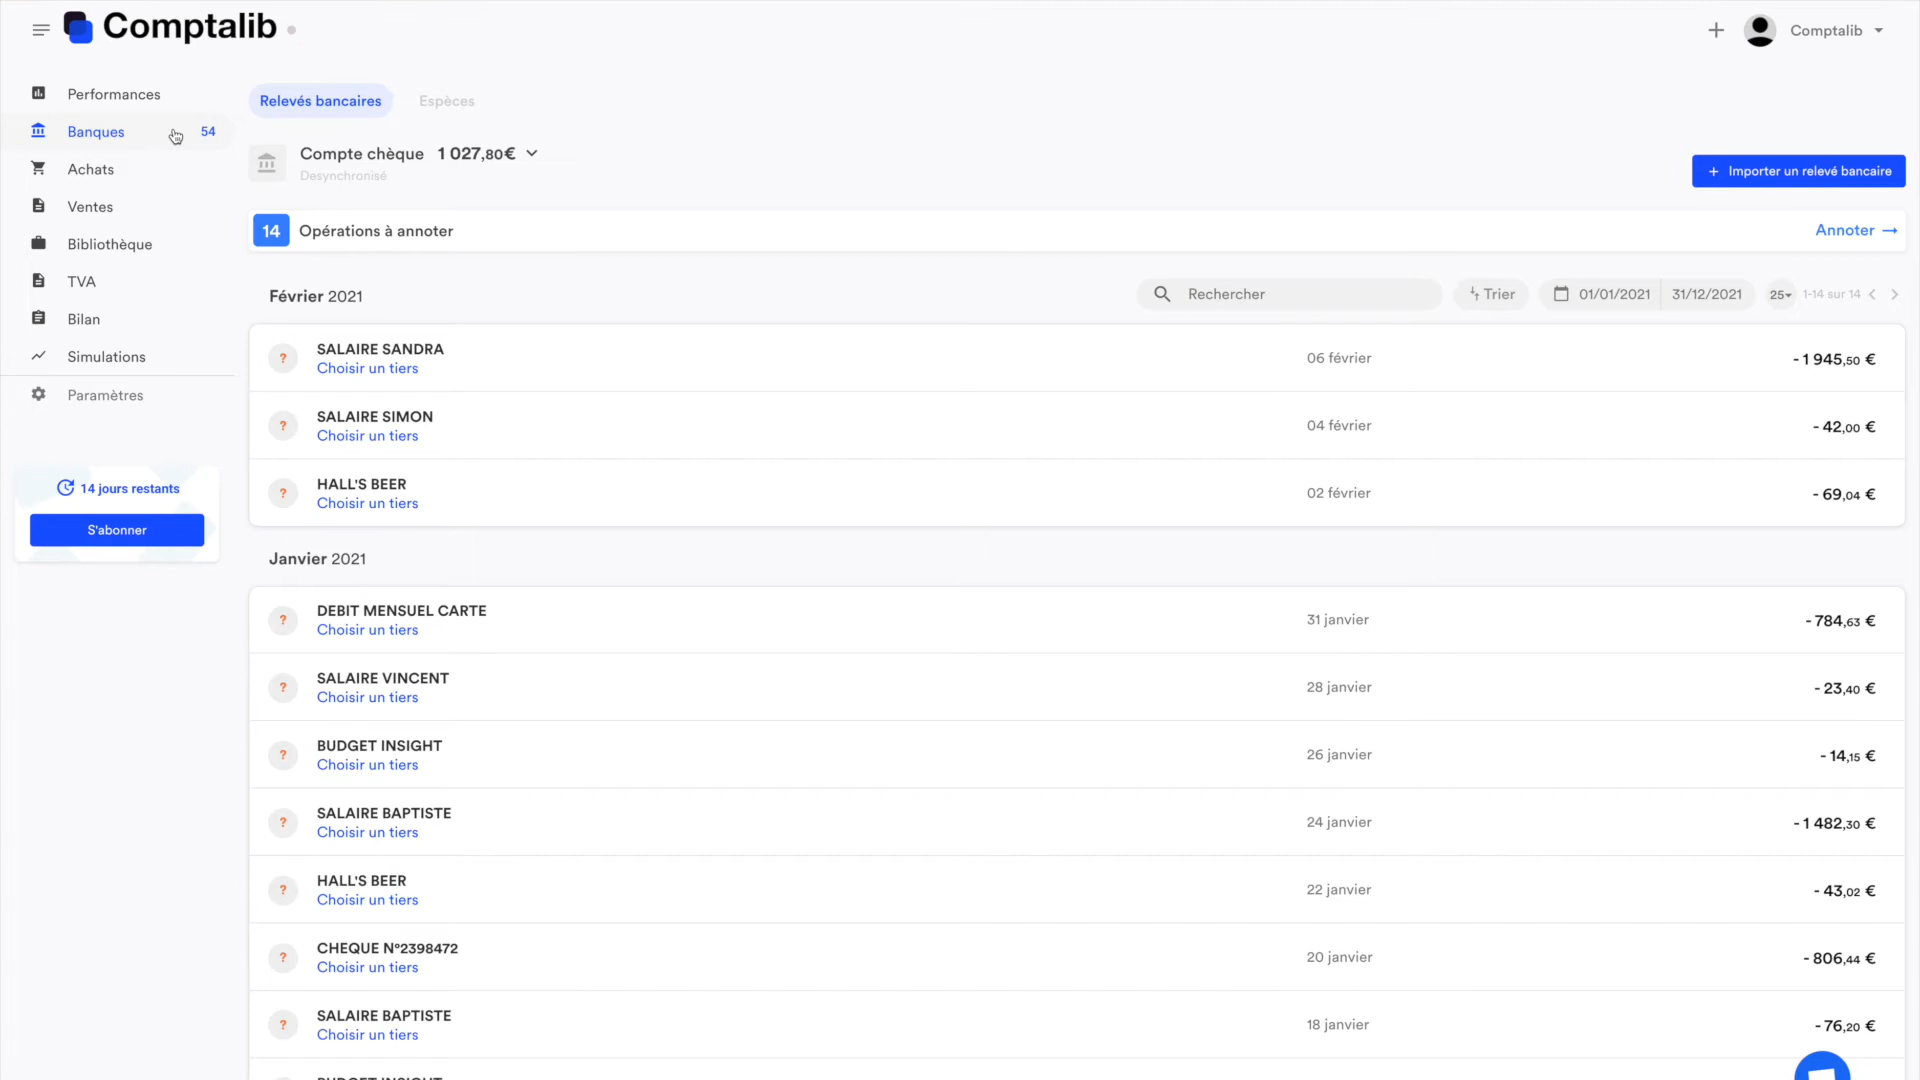 Comptalib
Comptalib
Performances
Banques 54
Achats
Ventes
Bibliothèque
TVA
Bilan
Simulations
Paramètres
14 jours restants
S'abonner
Relevés bancaires Espèces
Compte chèque 1 027,80€
Desynchronisé
+ Importer un relevé bancaire
14 Opérations à annoter Annoter →
Février 2021 Rechercher Trier 01/01/2021 31/12/2021 25 1-14 sur 14
? SALAIRE SANDRA 06 février - 1 945,50 €
Choisir un tiers
? SALAIRE SIMON 04 février - 42,00 €
Choisir un tiers
? HALL'S BEER 02 février - 69,04 €
Choisir un tiers
Janvier 2021
? DEBIT MENSUEL CARTE 31 janvier - 784,63 €
Choisir un tiers
? SALAIRE VINCENT 28 janvier - 23,40 €
Choisir un tiers
? BUDGET INSIGHT 26 janvier - 14,15 €
Choisir un tiers
? SALAIRE BAPTISTE 24 janvier - 1 482,30 €
Choisir un tiers
? HALL'S BEER 22 janvier - 43,02 €
Choisir un tiers
? CHEQUE N°2398472 20 janvier - 806,44 €
Choisir un tiers
? SALAIRE BAPTISTE 18 janvier - 76,20 €
Choisir un tiers
BUDGET INSIGHT